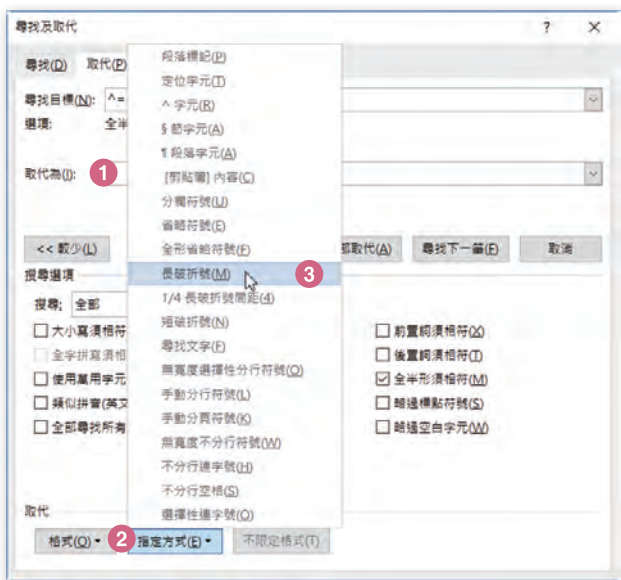 尋找及取代 ? ×
尋找(D) 取代(P)
尋找目標(N): ^=
選項: 全半
取代為(I): 1
段落標記(P)
定位字元(T)
^ 字元(R)
§ 節字元(A)
¶ 段落字元(A)
[剪貼簿] 內容(C)
分欄符號(U)
省略符號(E)
全形省略符號(F)
長破折號(M) 3
1/4 長破折號間距(4)
短破折號(N)
尋找文字(F)
無寬度選擇性分行符號(O)
手動分行符號(L)
手動分頁符號(K)
無寬度不分行符號(W)
不分行連字號(H)
不分行空格(S)
選擇性連字號(O)
<< 較少(L) 部取代(A) 尋找下一筆(F) 取消
搜尋選項
搜尋: 全部
大小寫須相符 前置詞須相符(X)
全字拼寫須相 後置詞須相符(T)
使用萬用字元 全半形須相符(M)
類似拼音(英文 略過標點符號(S)
全部尋找所有 略過空白字元(W)
取代
格式(O) 2 指定方式(E) 不限定格式(T)